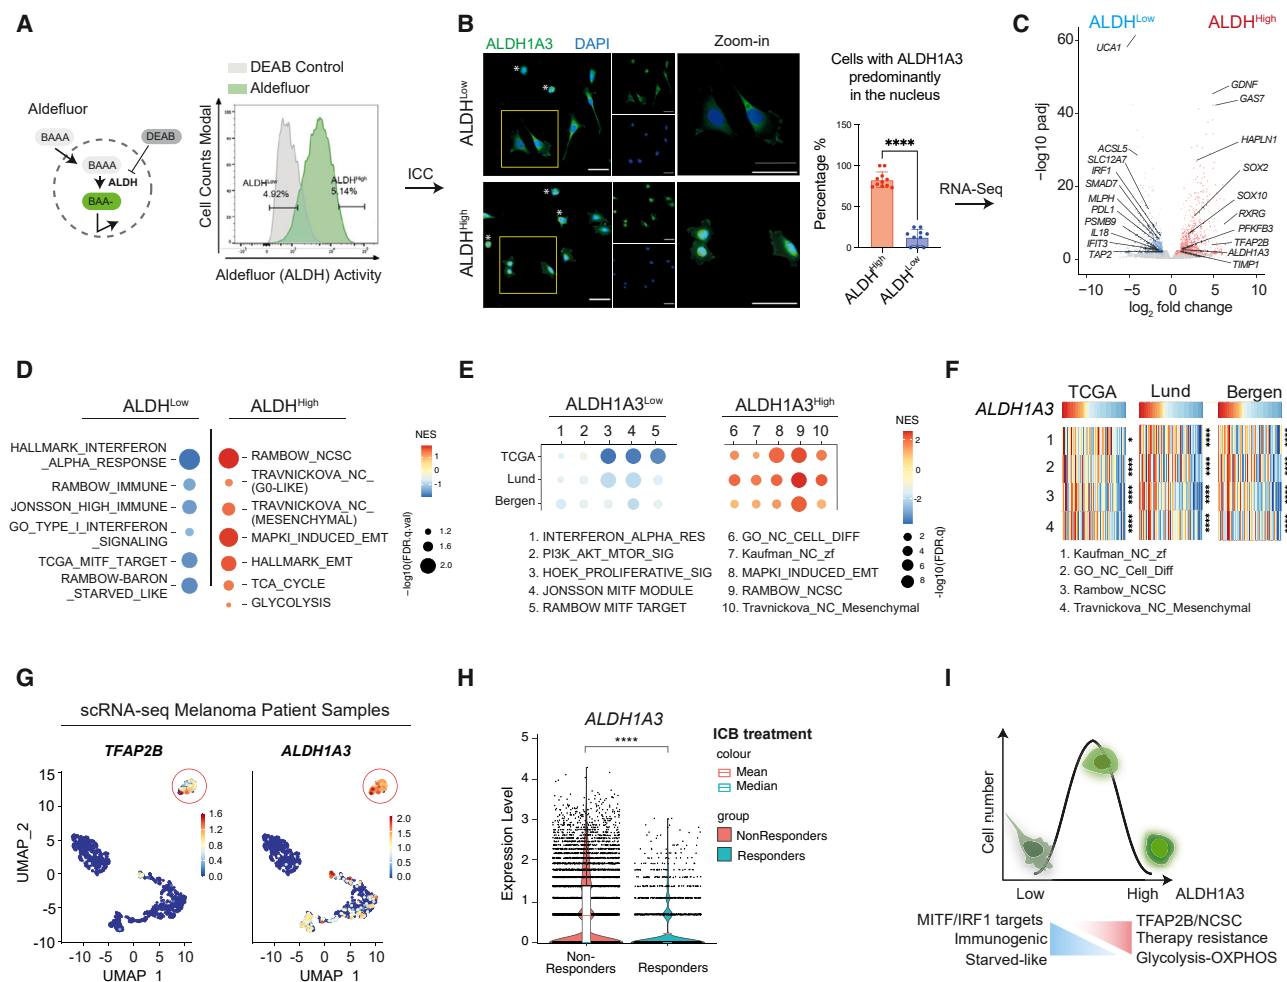 A
DEAB Control
Aldefluor
Aldefluor
BAAA
DEAB
BAAA
ALDH
BAA-
Cell Counts Modal
100
80
60
40
20
0
ALDHLow
4.92%
ALDHHigh
5.14%
Aldefluor (ALDH) Activity
ICC
B
ALDH1A3
DAPI
Zoom-in
ALDHLow
ALDHHigh
*
*
*
*
*
Cells with ALDH1A3
predominantly
in the nucleus
Percentage %
150
100
50
0
****
ALDHHigh
ALDHLow
RNA-Seq
C
ALDHLow
ALDHHigh
−log10 padj
60
40
20
0
UCA1
GDNF
GAS7
HAPLN1
SOX2
SOX10
RXRG
PFKFB3
TFAP2B
ALDH1A3
TIMP1
ACSL5
SLC12A7
IRF1
SMAD7
MLPH
PDL1
PSMB9
IL18
IFIT3
TAP2
−10
−5
0
5
10
log2 fold change
D
ALDHLow
ALDHHigh
HALLMARK_INTERFERON
_ALPHA_RESPONSE
RAMBOW_IMMUNE
JONSSON_HIGH_IMMUNE
GO_TYPE_I_INTERFERON
_SIGNALING
TCGA_MITF_TARGET
RAMBOW-BARON
_STARVED_LIKE
RAMBOW_NCSC
TRAVNICKOVA_NC_
(G0-LIKE)
TRAVNICKOVA_NC_
(MESENCHYMAL)
MAPKI_INDUCED_EMT
HALLMARK_EMT
TCA_CYCLE
GLYCOLYSIS
NES
1
0
-1
−log10(FDR.q,val)
1.2
1.6
2.0
E
ALDH1A3Low
ALDH1A3High
1 2 3 4 5
6 7 8 9 10
TCGA
Lund
Bergen
1. INTERFERON_ALPHA_RES
2. PI3K_AKT_MTOR_SIG
3. HOEK_PROLIFERATIVE_SIG
4. JONSSON MITF MODULE
5. RAMBOW MITF TARGET
6. GO_NC_CELL_DIFF
7. Kaufman_NC_zf
8. MAPKI_INDUCED_EMT
9. RAMBOW_NCSC
10. Travnickova_NC_Mesenchymal
NES
2
0
-2
-log10(FDR.q)
2
4
6
8
F
TCGA
Lund
Bergen
ALDH1A3
1
2
3
4
*
****
****
****
****
****
****
****
1. Kaufman_NC_zf
2. GO_NC_Cell_Diff
3. Rambow_NCSC
4. Travnickova_NC_Mesenchymal
G
scRNA-seq Melanoma Patient Samples
TFAP2B
ALDH1A3
UMAP_2
15
10
5
0
-5
-10
1.6
1.2
0.8
0.4
0.0
2.0
1.5
1.0
0.5
0.0
-10 -5 0 5 10
-10 -5 0 5 10
UMAP_1
UMAP_1
H
ALDH1A3
****
Expression Level
5
4
3
2
1
0
Non-
Responders
Responders
ICB treatment
colour
Mean
Median
group
NonResponders
Responders
I
Cell number
Low
High
ALDH1A3
MITF/IRF1 targets
Immunogenic
Starved-like
TFAP2B/NCSC
Therapy resistance
Glycolysis-OXPHOS